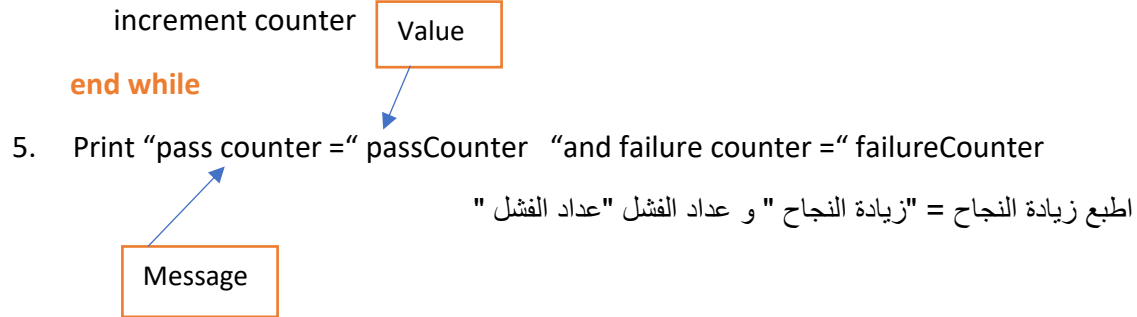 increment counter
Value
end while
5. Print “pass counter =“ passCounter “and failure counter =“ failureCounter
اطبع زيادة النجاح = "زيادة النجاح " و عداد الفشل "عداد الفشل "
Message